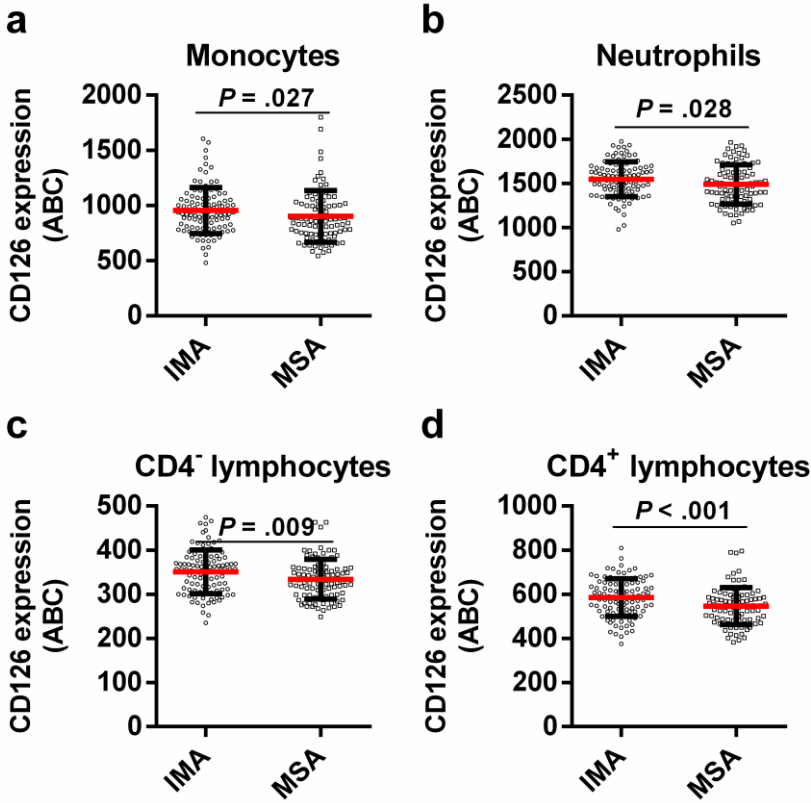 a
Monocytes
CD126 expression
(ABC)
2000
1500
1000
500
0
P = .027
IMA
MSA
b
Neutrophils
CD126 expression
(ABC)
2500
2000
1500
1000
500
0
P = .028
IMA
MSA
c
CD4⁻ lymphocytes
CD126 expression
(ABC)
500
400
300
200
100
0
P = .009
IMA
MSA
d
CD4⁺ lymphocytes
CD126 expression
(ABC)
1000
800
600
400
200
0
P < .001
IMA
MSA